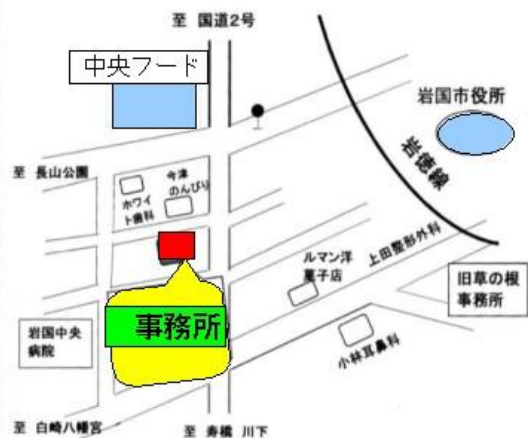 至 国道2号
中央フード
岩国市役所
至 長山公園
今津
のんびり
ホワイ
ト歯科
岩徳線
ルマン洋
菓子店
上田整形外科
旧草の根
事務所
事務所
岩国中央
病院
小林耳鼻科
至 白崎八幡宮
至 寿橋 川下